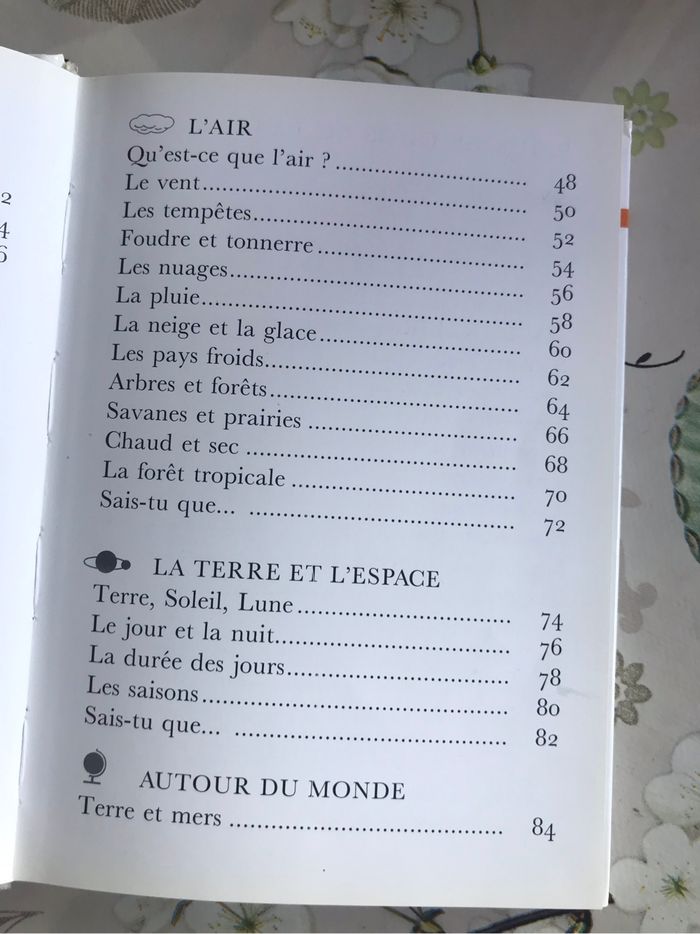 2
4
6
L'AIR
Qu'est-ce que l'air ? ........ 48
Le vent........ 50
Les tempêtes........ 52
Foudre et tonnerre ........ 54
Les nuages........ 56
La pluie........ 58
La neige et la glace........ 60
Les pays froids........ 62
Arbres et forêts........ 64
Savanes et prairies ........ 66
Chaud et sec ........ 68
La forêt tropicale ........ 70
Sais-tu que... ........ 72
LA TERRE ET L'ESPACE
Terre, Soleil, Lune........ 74
Le jour et la nuit........ 76
La durée des jours........ 78
Les saisons........ 80
Sais-tu que... ........ 82
AUTOUR DU MONDE
Terre et mers ........ 84